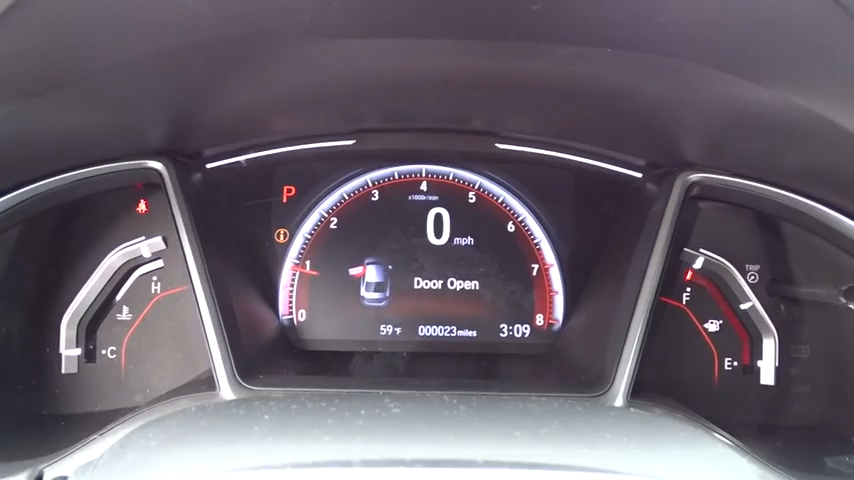 P
4
3
5
x1000r/min
2
6
0
mph
1
7
Door Open
0
8
59°F
000023 miles
3:09
H
C
TRIP
F
E